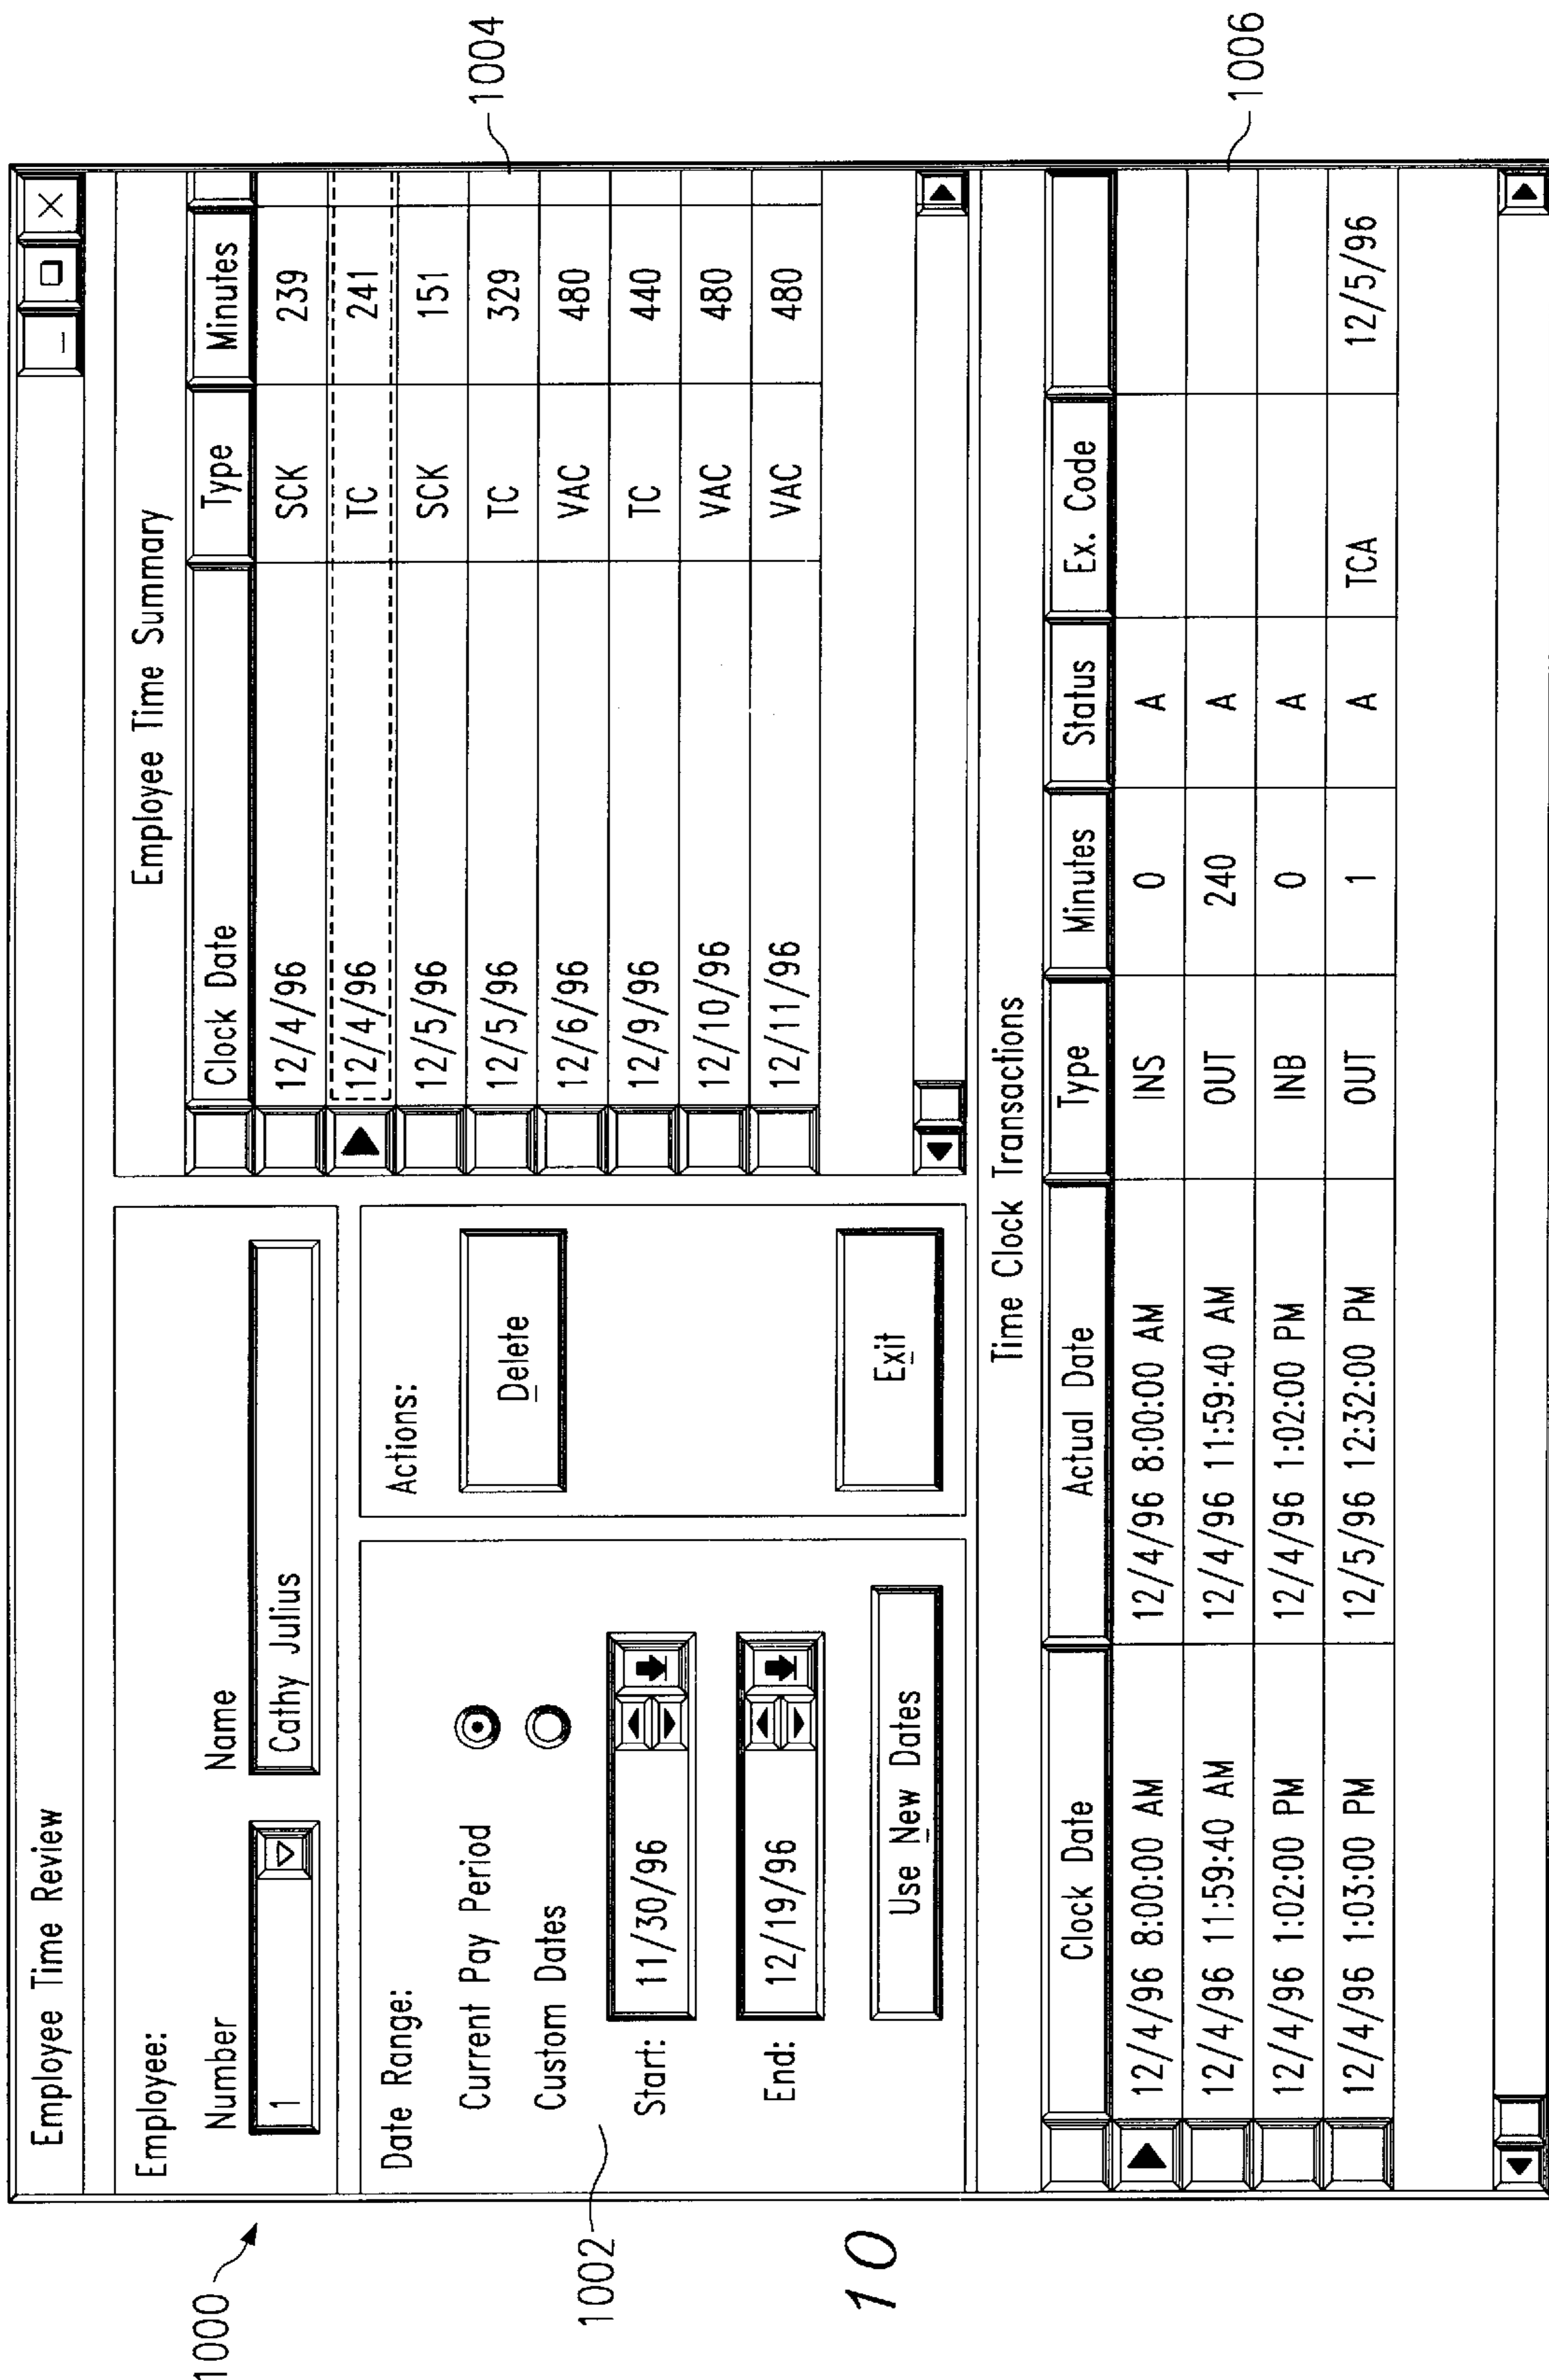 1000
Employee Time Review
Employee:
Number Name
1 Cathy Julius
Date Range:
Current Pay Period
Custom Dates
Start: 11/30/96
End: 12/19/96
Use New Dates
1002
Actions:
Delete
Exit
Employee Time Summary
Clock Date Type Minutes
12/4/96 SCK 239
12/4/96 TC 241
12/5/96 SCK 151
12/5/96 TC 329
12/6/96 VAC 480
12/9/96 TC 440
12/10/96 VAC 480
12/11/96 VAC 480
1004
Time Clock Transactions
Clock Date Actual Date Type Minutes Status Ex. Code
12/4/96 8:00:00 AM 12/4/96 8:00:00 AM INS 0 A
12/4/96 11:59:40 AM 12/4/96 11:59:40 AM OUT 240 A
12/4/96 1:02:00 PM 12/4/96 1:02:00 PM INB 0 A
12/4/96 1:03:00 PM 12/5/96 12:32:00 PM OUT 1 A TCA 12/5/96
1006
10